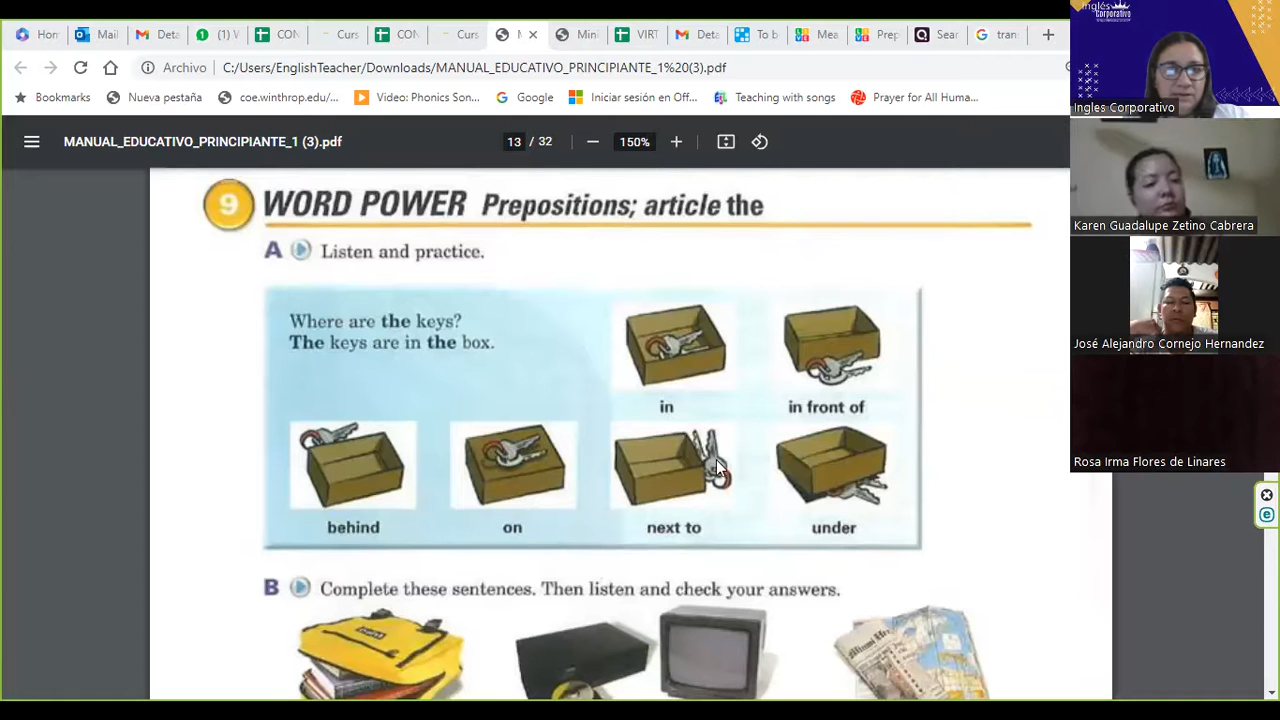 Hon
Mail
Deta
(1) V
CON
Curs
CON
Curs
Min
VIRT
Deta
To b
Mea
Prep
Sear
tran
Archivo
C:/Users/EnglishTeacher/Downloads/MANUAL_EDUCATIVO_PRINCIPIANTE_1%20(3).pdf
Bookmarks
Nueva pestaña
coe.winthrop.edu/...
Video: Phonics Son...
Google
Iniciar sesión en Off...
Teaching with songs
Prayer for All Huma...
MANUAL_EDUCATIVO_PRINCIPIANTE_1 (3).pdf
13 / 32
150%
9 WORD POWER Prepositions; article the
A Listen and practice.
Where are the keys?
The keys are in the box.
in
in front of
behind
on
next to
under
B Complete these sentences. Then listen and check your answers.
Inglés
Corporativo
Ingles Corporativo
Karen Guadalupe Zetino Cabrera
José Alejandro Cornejo Hernandez
Rosa Irma Flores de Linares